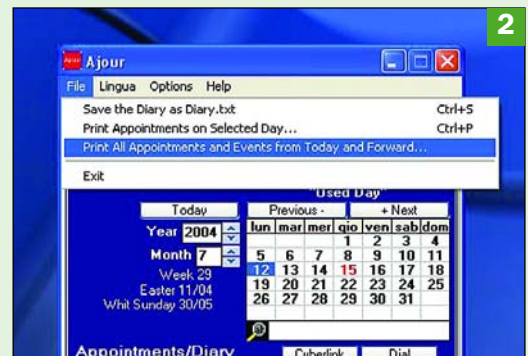 2
Ajour
File Lingua Options Help
Save the Diary as Diary.txt Ctrl+S
Print Appointments on Selected Day... Ctrl+P
Print All Appointments and Events from Today and Forward...
Exit
"Used Day"
Today Previous - + Next
Year 2004 lun mar mer gio ven sab dom
1 2 3 4
Month 7 5 6 7 8 9 10 11
Week 29 12 13 14 15 16 17 18
Easter 11/04 19 20 21 22 23 24 25
Whit Sunday 30/05 26 27 28 29 30 31
Appointments/Diary Cyberlink Dial